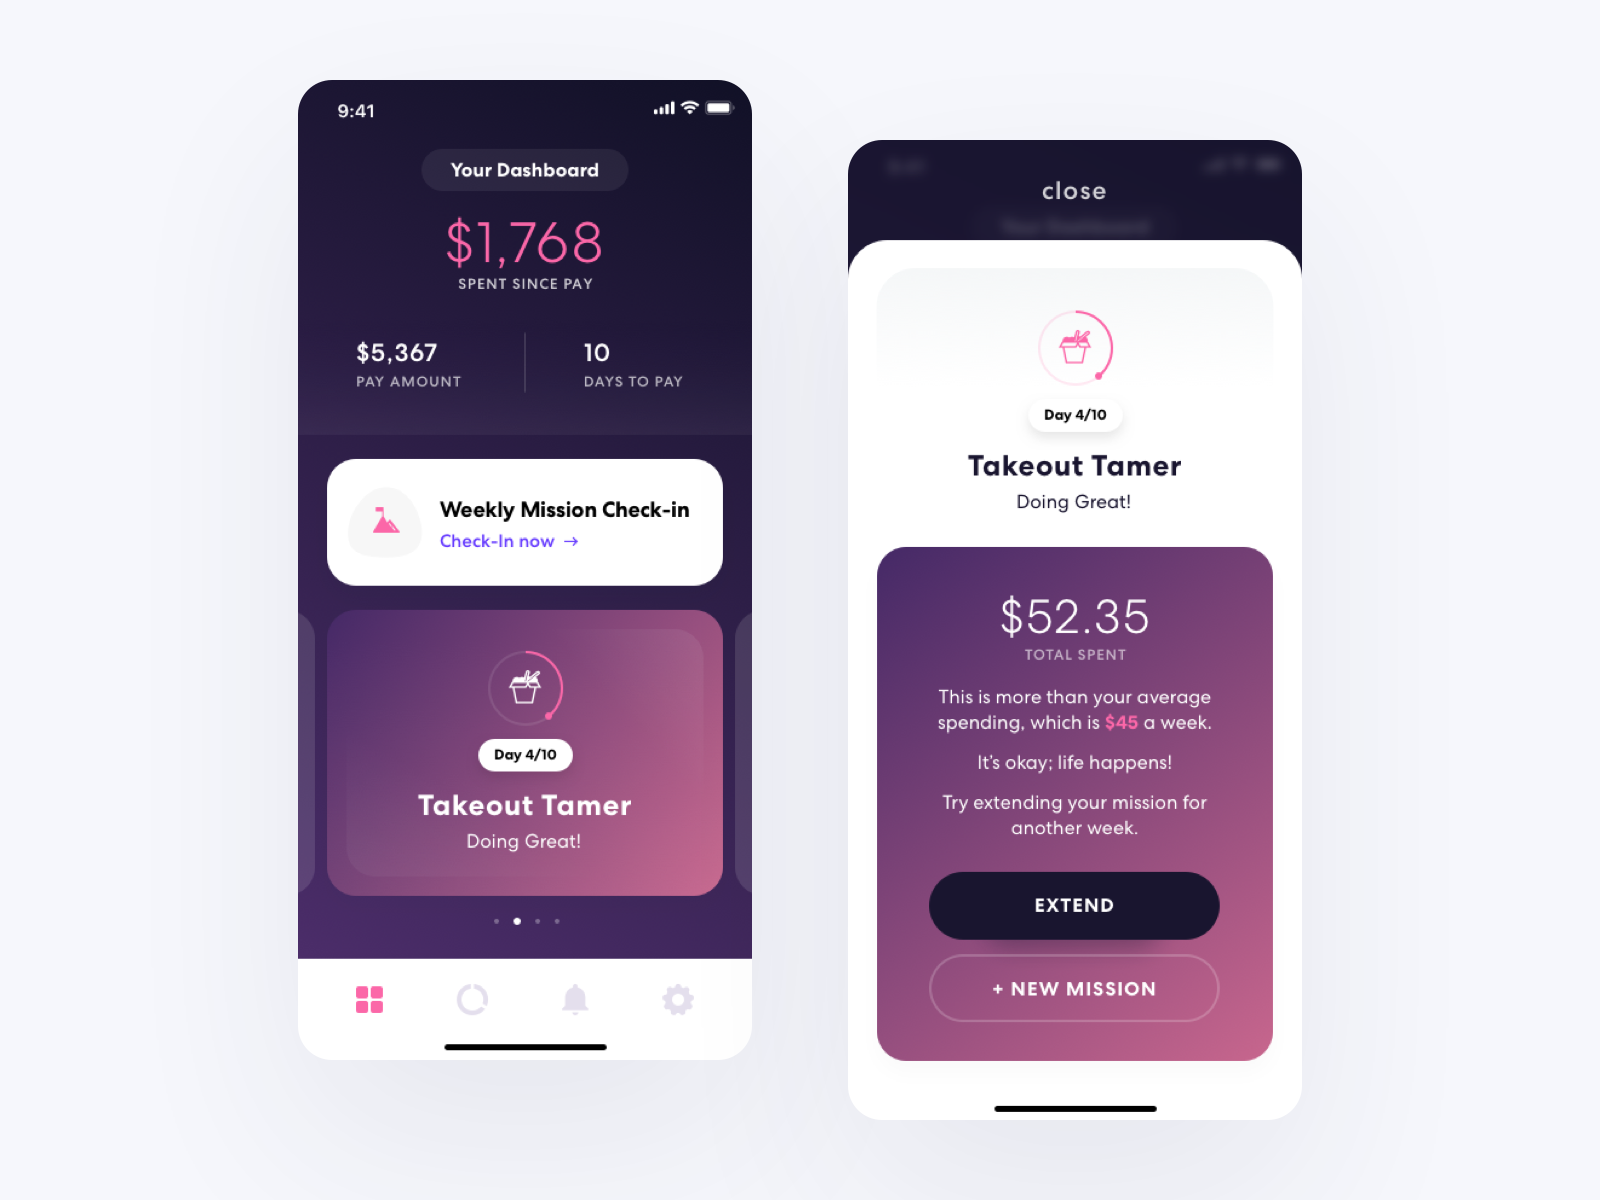 9:41
Your Dashboard
$1,768
SPENT SINCE PAY
$5,367
PAY AMOUNT
10
DAYS TO PAY
Weekly Mission Check-in
Check-In now →
Day 4/10
Takeout Tamer
Doing Great!
close
Your Dashboard
Day 4/10
Takeout Tamer
Doing Great!
$52.35
TOTAL SPENT
This is more than your average
spending, which is $45 a week.
It's okay; life happens!
Try extending your mission for
another week.
EXTEND
+ NEW MISSION